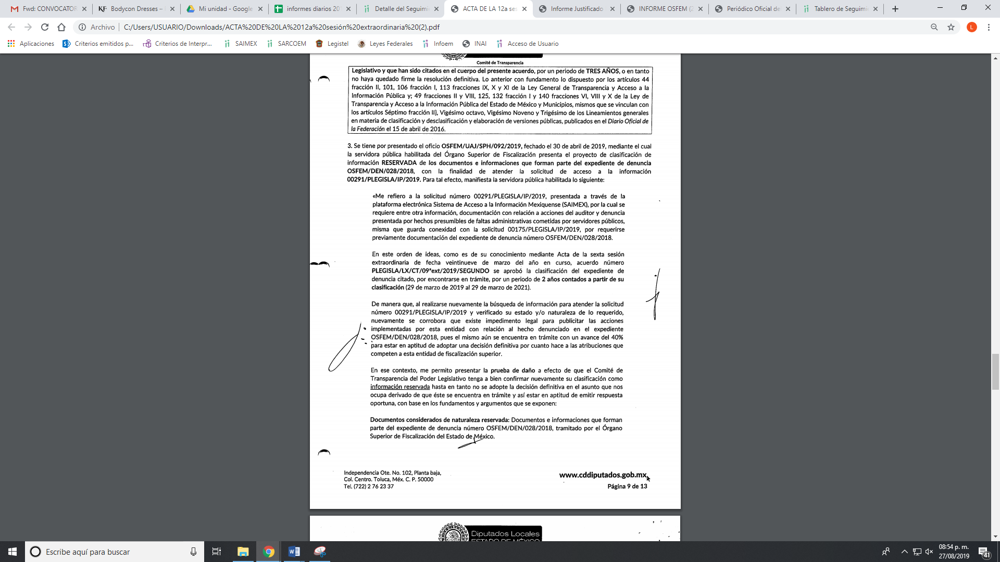 Fwd: CONVOCATOR
KF Bodycon Dresses –
Mi unidad - Google
informes diarios 201
Detalle del Seguimie
ACTA DE LA 12a ses
Informe Justificado
INFORME OSFEM (2
Periódico Oficial de
Tablero de Seguimie
Archivo C:/Users/USUARIO/Downloads/ACTA%20DE%20LA%2012a%20sesión%20extraordinaria%20(2).pdf
L
Aplicaciones Criterios emitidos p... Criterios de Interpr... SAIMEX SARCOEM Legistel Leyes Federales Infoem INAI Acceso de Usuario
Comité de Transparencia
Legislativo y que han sido citados en el cuerpo del presente acuerdo, por un periodo de TRES AÑOS, o en tanto
no haya quedado firme la resolución definitiva. Lo anterior con fundamento lo dispuesto por los artículos 44
fracción II, 101, 106 fracción I, 113 fracciones IX, X y XI de la Ley General de Transparencia y Acceso a la
Información Pública y; 49 fracciones II y VIII, 125, 132 fracción I y 140 fracciones VI, VIII y X de la Ley de
Transparencia y Acceso a la Información Pública del Estado de México y Municipios, mismos que se vinculan con
los artículos Séptimo fracción II}, Vigésimo octavo, Vigésimo Noveno y Trigésimo de los Lineamientos generales
en materia de clasificación y desclasificación y elaboración de versiones públicas, publicados en el Diario Oficial de
la Federación el 15 de abril de 2016.
3. Se tiene por presentado el oficio OSFEM/UAJ/SPH/092/2019, fechado el 30 de abril de 2019, mediante el cual
la servidora pública habilitada del Órgano Superior de Fiscalización presenta el proyecto de clasificación de
información RESERVADA de los documentos e informaciones que forman parte del expediente de denuncia
OSFEM/DEN/028/2018, con la finalidad de atender la solicitud de acceso a la información
00291/PLEGISLA/IP/2019. Para tal efecto, manifiesta la servidora pública habilitada lo siguiente:
«Me refiero a la solicitud número 00291/PLEGISLA/IP/2019, presentada a través de la
plataforma electrónica Sistema de Acceso a la Información Mexiquense (SAIMEX), por la cual se
requiere entre otra información, documentación con relación a acciones del auditor y denuncia
presentada por hechos presumibles de faltas administrativas cometidas por servidores públicos,
misma que guarda conexidad con la solicitud 00175/PLEGISLA/IP/2019, por requerirse
previamente documentación del expediente de denuncia número OSFEM/DEN/028/2018.
En este orden de ideas, como es de su conocimiento mediante Acta de la sexta sesión
extraordinaria de fecha veintinueve de marzo del año en curso, acuerdo número
PLEGISLA/LX/CT/09ªext/2019/SEGUNDO se aprobó la clasificación del expediente de
denuncia citado, por encontrarse en trámite, por un periodo de 2 años contados a partir de su
clasificación (29 de marzo de 2019 al 29 de marzo de 2021).
De manera que, al realizarse nuevamente la búsqueda de información para atender la solicitud
número 00291/PLEGISLA/IP/2019 y verificado su estado y/o naturaleza de lo requerido,
nuevamente se corrobora que existe impedimento legal para publicitar las acciones
implementadas por esta entidad con relación al hecho denunciado en el expediente
OSFEM/DEN/028/2018, pues el mismo aún se encuentra en trámite con un avance del 40%
para estar en aptitud de adoptar una decisión definitiva por cuanto hace a las atribuciones que
competen a esta entidad de fiscalización superior.
En ese contexto, me permito presentar la prueba de daño a efecto de que el Comité de
Transparencia del Poder Legislativo tenga a bien confirmar nuevamente su clasificación como
información reservada hasta en tanto no se adopte la decisión definitiva en el asunto que nos
ocupa derivado de que éste se encuentra en trámite y así estar en aptitud de emitir respuesta
oportuna, con base en los fundamentos y argumentos que se exponen:
Documentos considerados de naturaleza reservada: Documentos e informaciones que forman
parte del expediente de denuncia número OSFEM/DEN/028/2018, tramitado por el Órgano
Superior de Fiscalización del Estado de México.
Independencia Ote. No. 102, Planta baja,
Col. Centro. Toluca, Méx. C. P. 50000
Tel. (722) 2 76 23 37
www.cddiputados.gob.mx
Página 9 de 13
Diputados Locales
ESTADO DE MÉXICO
Escribe aquí para buscar
08:54 p. m.
27/08/2019
41